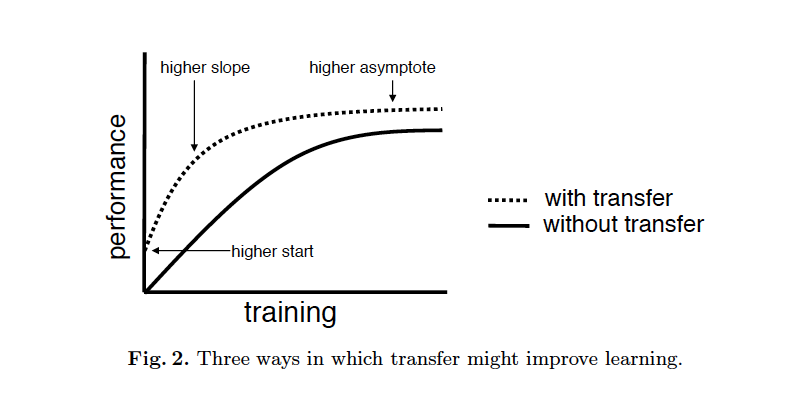 higher slope
higher asymptote
performance
with transfer
without transfer
higher start
training
Fig. 2. Three ways in which transfer might improve learning.